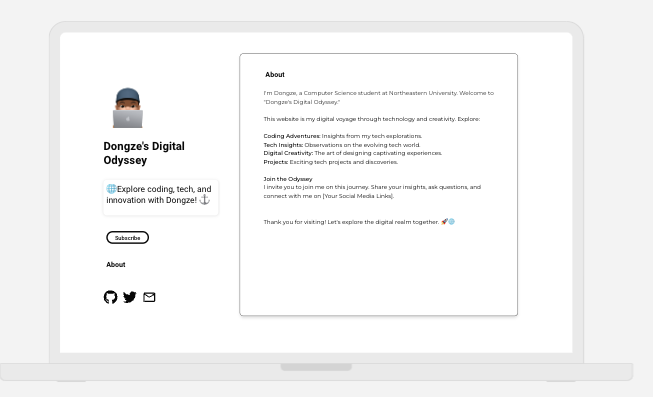 Dongze's Digital
Odyssey
🌐Explore coding, tech, and
innovation with Dongze! ⚓
Subscribe
About
About
I'm Dongze, a Computer Science student at Northeastern University. Welcome to
"Dongze's Digital Odyssey."
This website is my digital voyage through technology and creativity. Explore:
Coding Adventures: Insights from my tech explorations.
Tech Insights: Observations on the evolving tech world.
Digital Creativity: The art of designing captivating experiences.
Projects: Exciting tech projects and discoveries.
Join the Odyssey
I invite you to join me on this journey. Share your insights, ask questions, and
connect with me on [Your Social Media Links].
Thank you for visiting! Let's explore the digital realm together. 🚀🌐